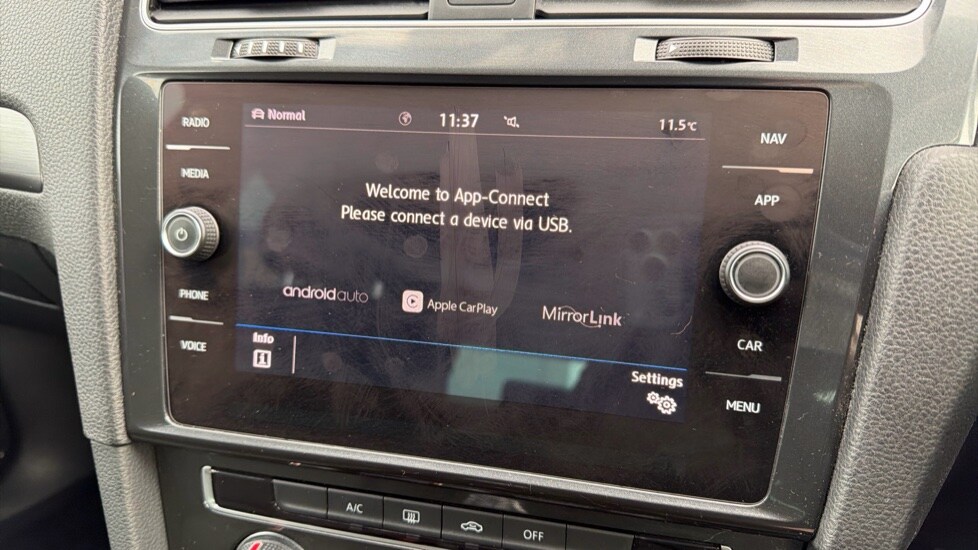 RADIO
MEDIA
PHONE
VOICE
Normal 11:37 11.5°C
Welcome to App-Connect
Please connect a device via USB.
androidauto Apple CarPlay MirrorLink
Info
Settings
NAV
APP
CAR
MENU
A/C
OFF